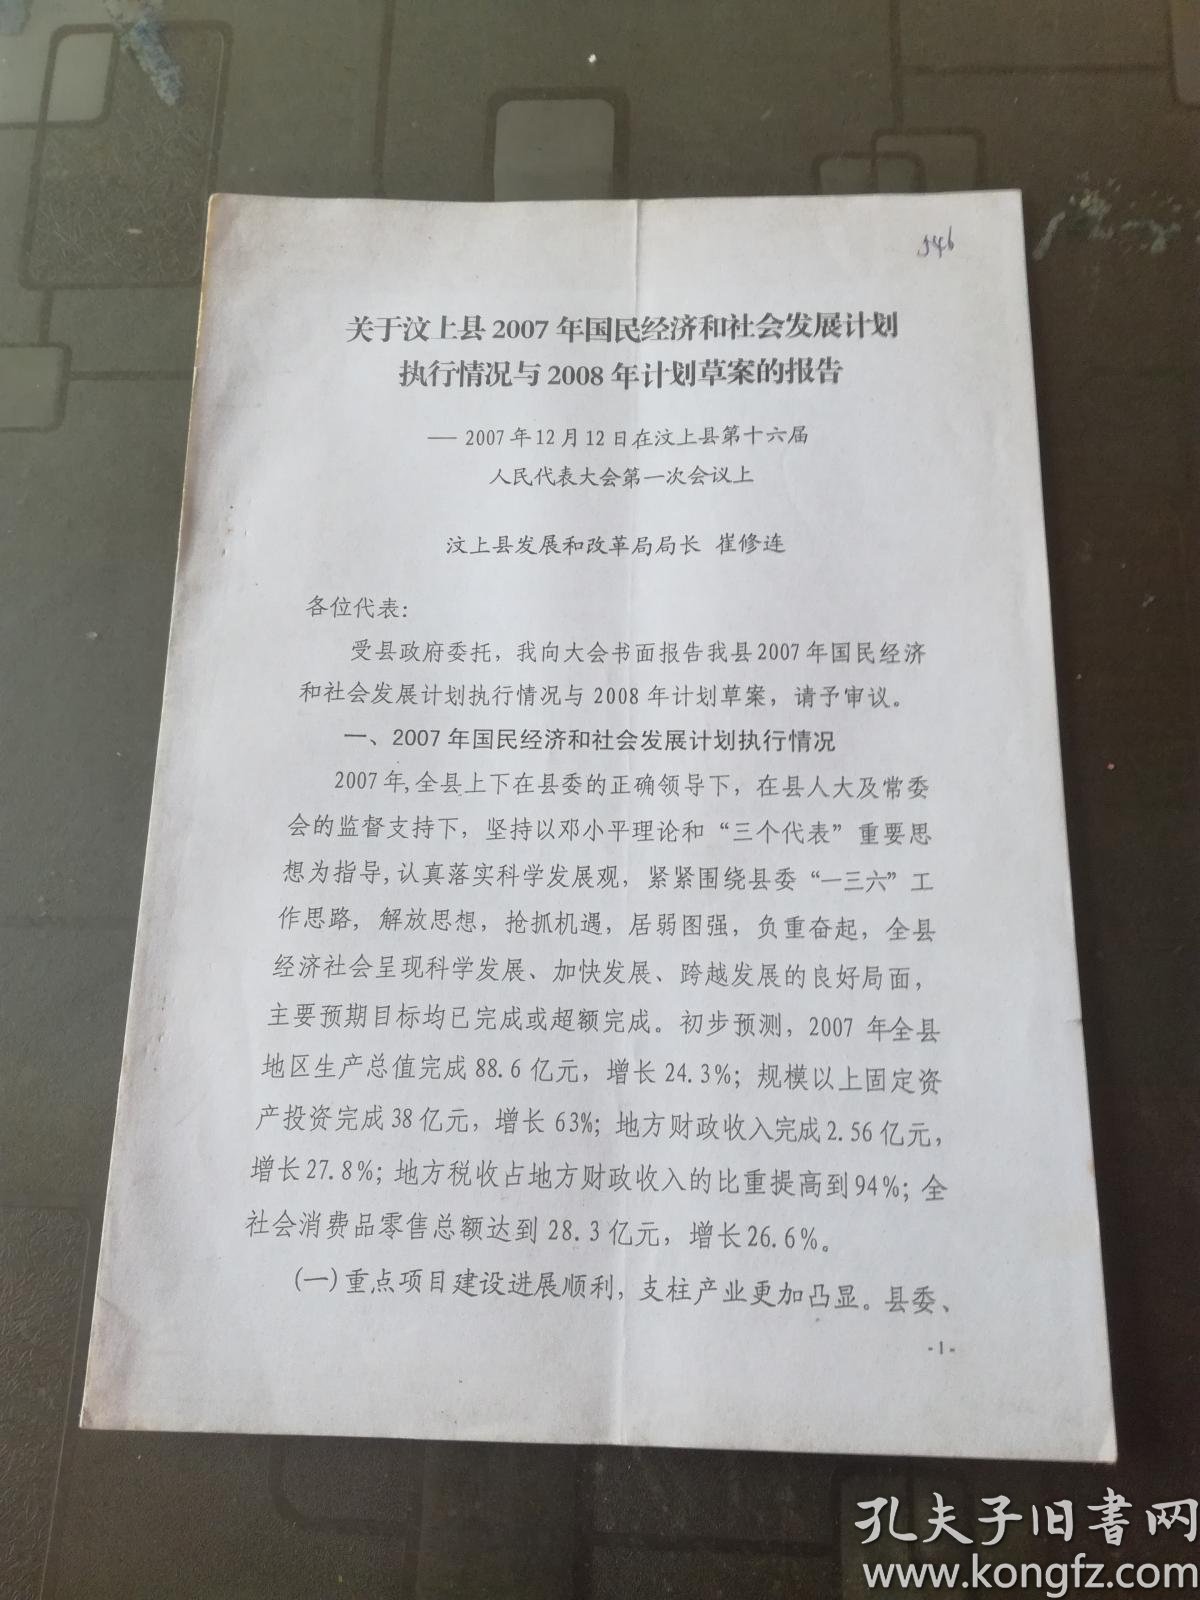 546
关于汶上县2007年国民经济和社会发展计划
执行情况与2008年计划草案的报告
— 2007年12月12日在汶上县第十六届
人民代表大会第一次会议上
汶上县发展和改革局局长 崔修连
各位代表:
受县政府委托，我向大会书面报告我县2007年国民经济
和社会发展计划执行情况与2008年计划草案，请予审议。
一、2007年国民经济和社会发展计划执行情况
2007年,全县上下在县委的正确领导下，在县人大及常委
会的监督支持下，坚持以邓小平理论和“三个代表”重要思
想为指导,认真落实科学发展观，紧紧围绕县委“一三六”工
作思路，解放思想，抢抓机遇，居弱图强，负重奋起，全县
经济社会呈现科学发展、加快发展、跨越发展的良好局面，
主要预期目标均已完成或超额完成。初步预测，2007年全县
地区生产总值完成88.6亿元，增长24.3%；规模以上固定资
产投资完成38亿元，增长63%；地方财政收入完成2.56亿元，
增长27.8%；地方税收占地方财政收入的比重提高到94%；全
社会消费品零售总额达到28.3亿元，增长26.6%。
(一)重点项目建设进展顺利，支柱产业更加凸显。县委、
-1-
孔夫子旧书网
www.kongfz.com